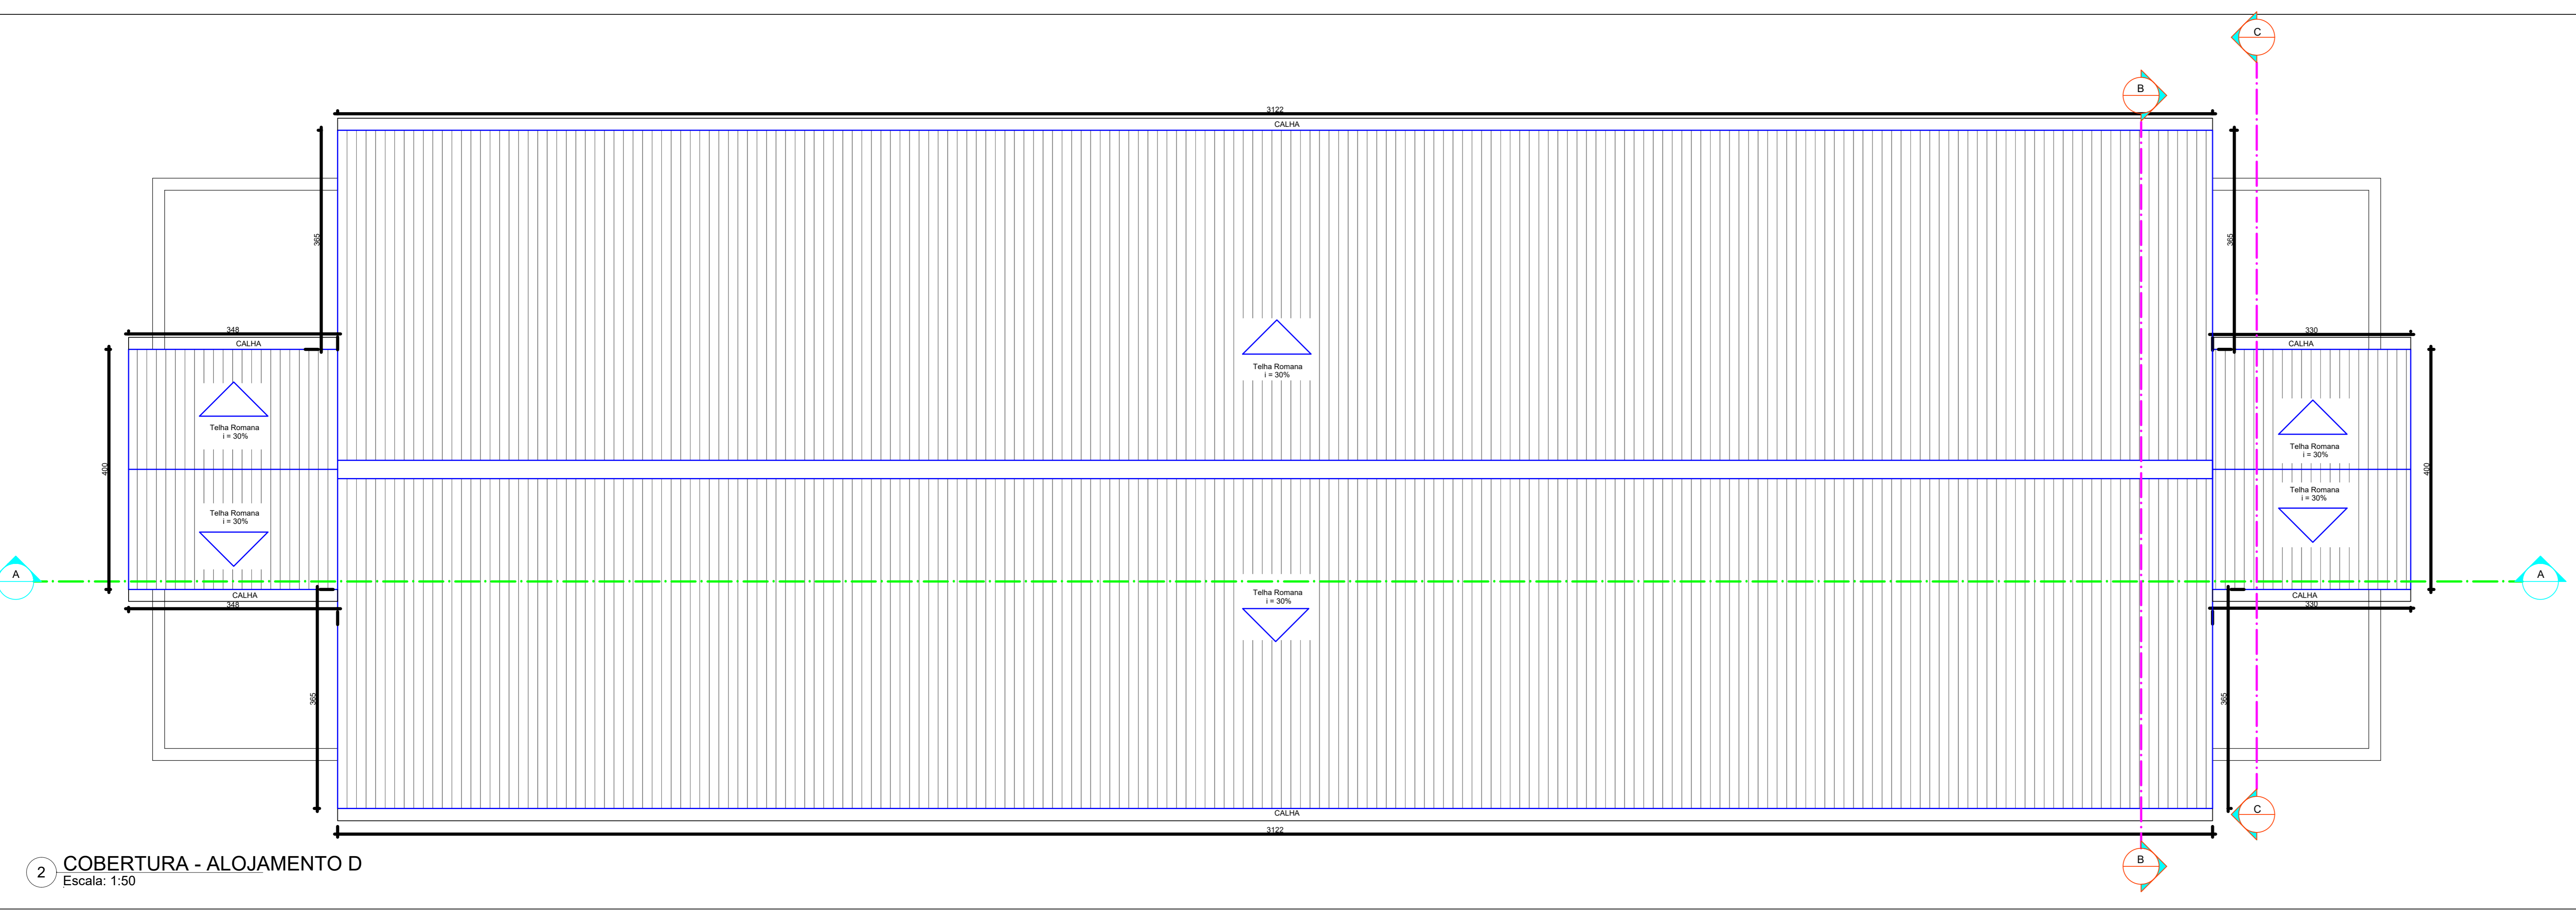 C
B
3122
CALHA
365
365
348
CALHA
330
CALHA
Telha Romana
i = 30%
Telha Romana
i = 30%
Telha Romana
i = 30%
400
400
Telha Romana
i = 30%
Telha Romana
i = 30%
A
A
Telha Romana
i = 30%
CALHA
348
CALHA
330
365
365
CALHA
C
3122
B
2
COBERTURA - ALOJAMENTO D
Escala: 1:50